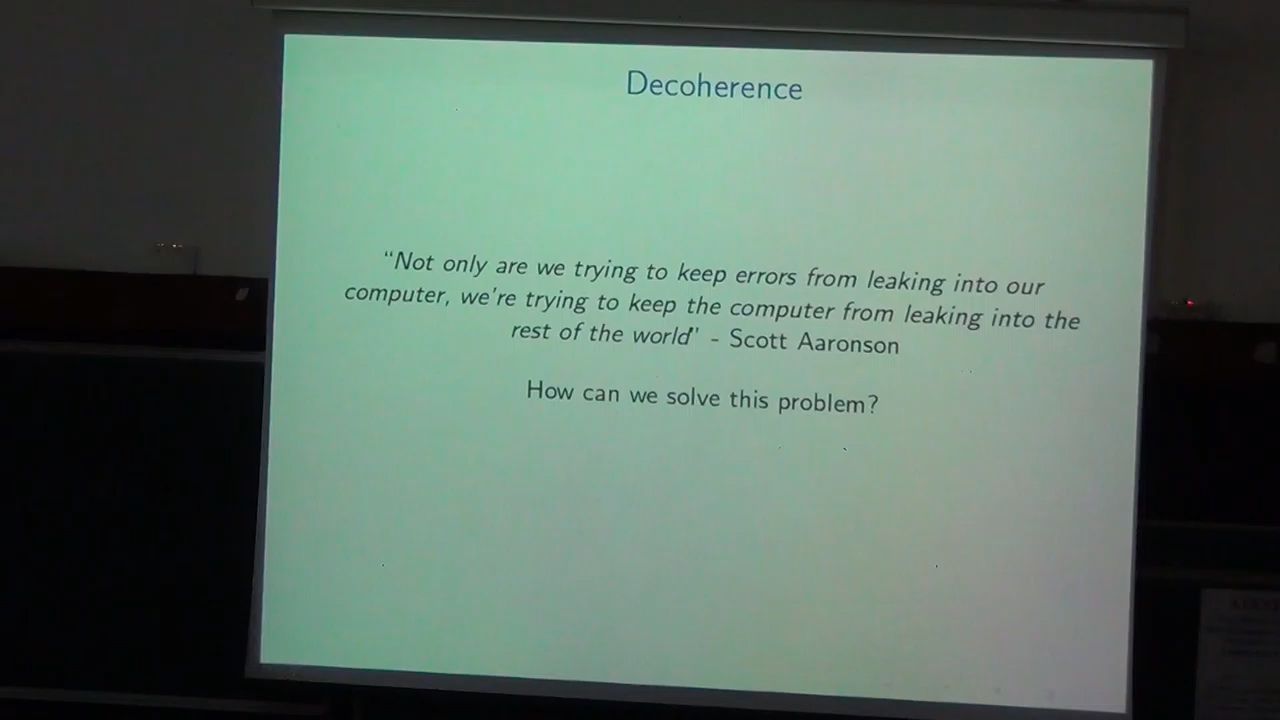 Decoherence
“Not only are we trying to keep errors from leaking into our
computer, we're trying to keep the computer from leaking into the
rest of the world” - Scott Aaronson
How can we solve this problem?